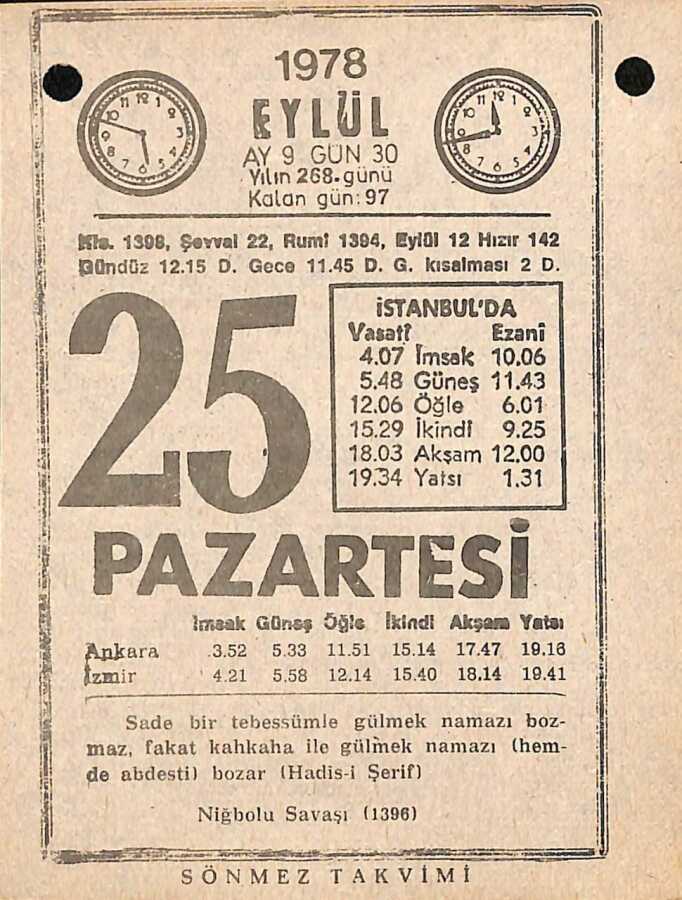 1978
EYLÜL
AY 9 GÜN 30
Yılın 268. günü
Kalan gün: 97
His. 1398, Şevval 22, Rumî 1394, Eylûl 12 Hızır 142
Gündüz 12.15 D. Gece 11.45 D. G. kısalması 2 D.
25
İSTANBUL'DA
Vasatî Ezanî
4.07 İmsak 10.06
5.48 Güneş 11.43
12.06 Öğle 6.01
15.29 İkindi 9.25
18.03 Akşam 12.00
19.34 Yatsı 1.31
PAZARTESİ
İmsak Güneş Öğle İkindi Akşam Yatsı
Ankara 3.52 5.33 11.51 15.14 17.47 19.16
İzmir 4.21 5.58 12.14 15.40 18.14 19.41
Sade bir tebessümle gülmek namazı boz-
maz, fakat kahkaha ile gülmek namazı (hem-
de abdesti) bozar (Hadis-i Şerif)
Niğbolu Savaşı (1396)
SÖNMEZ TAKVİMİ